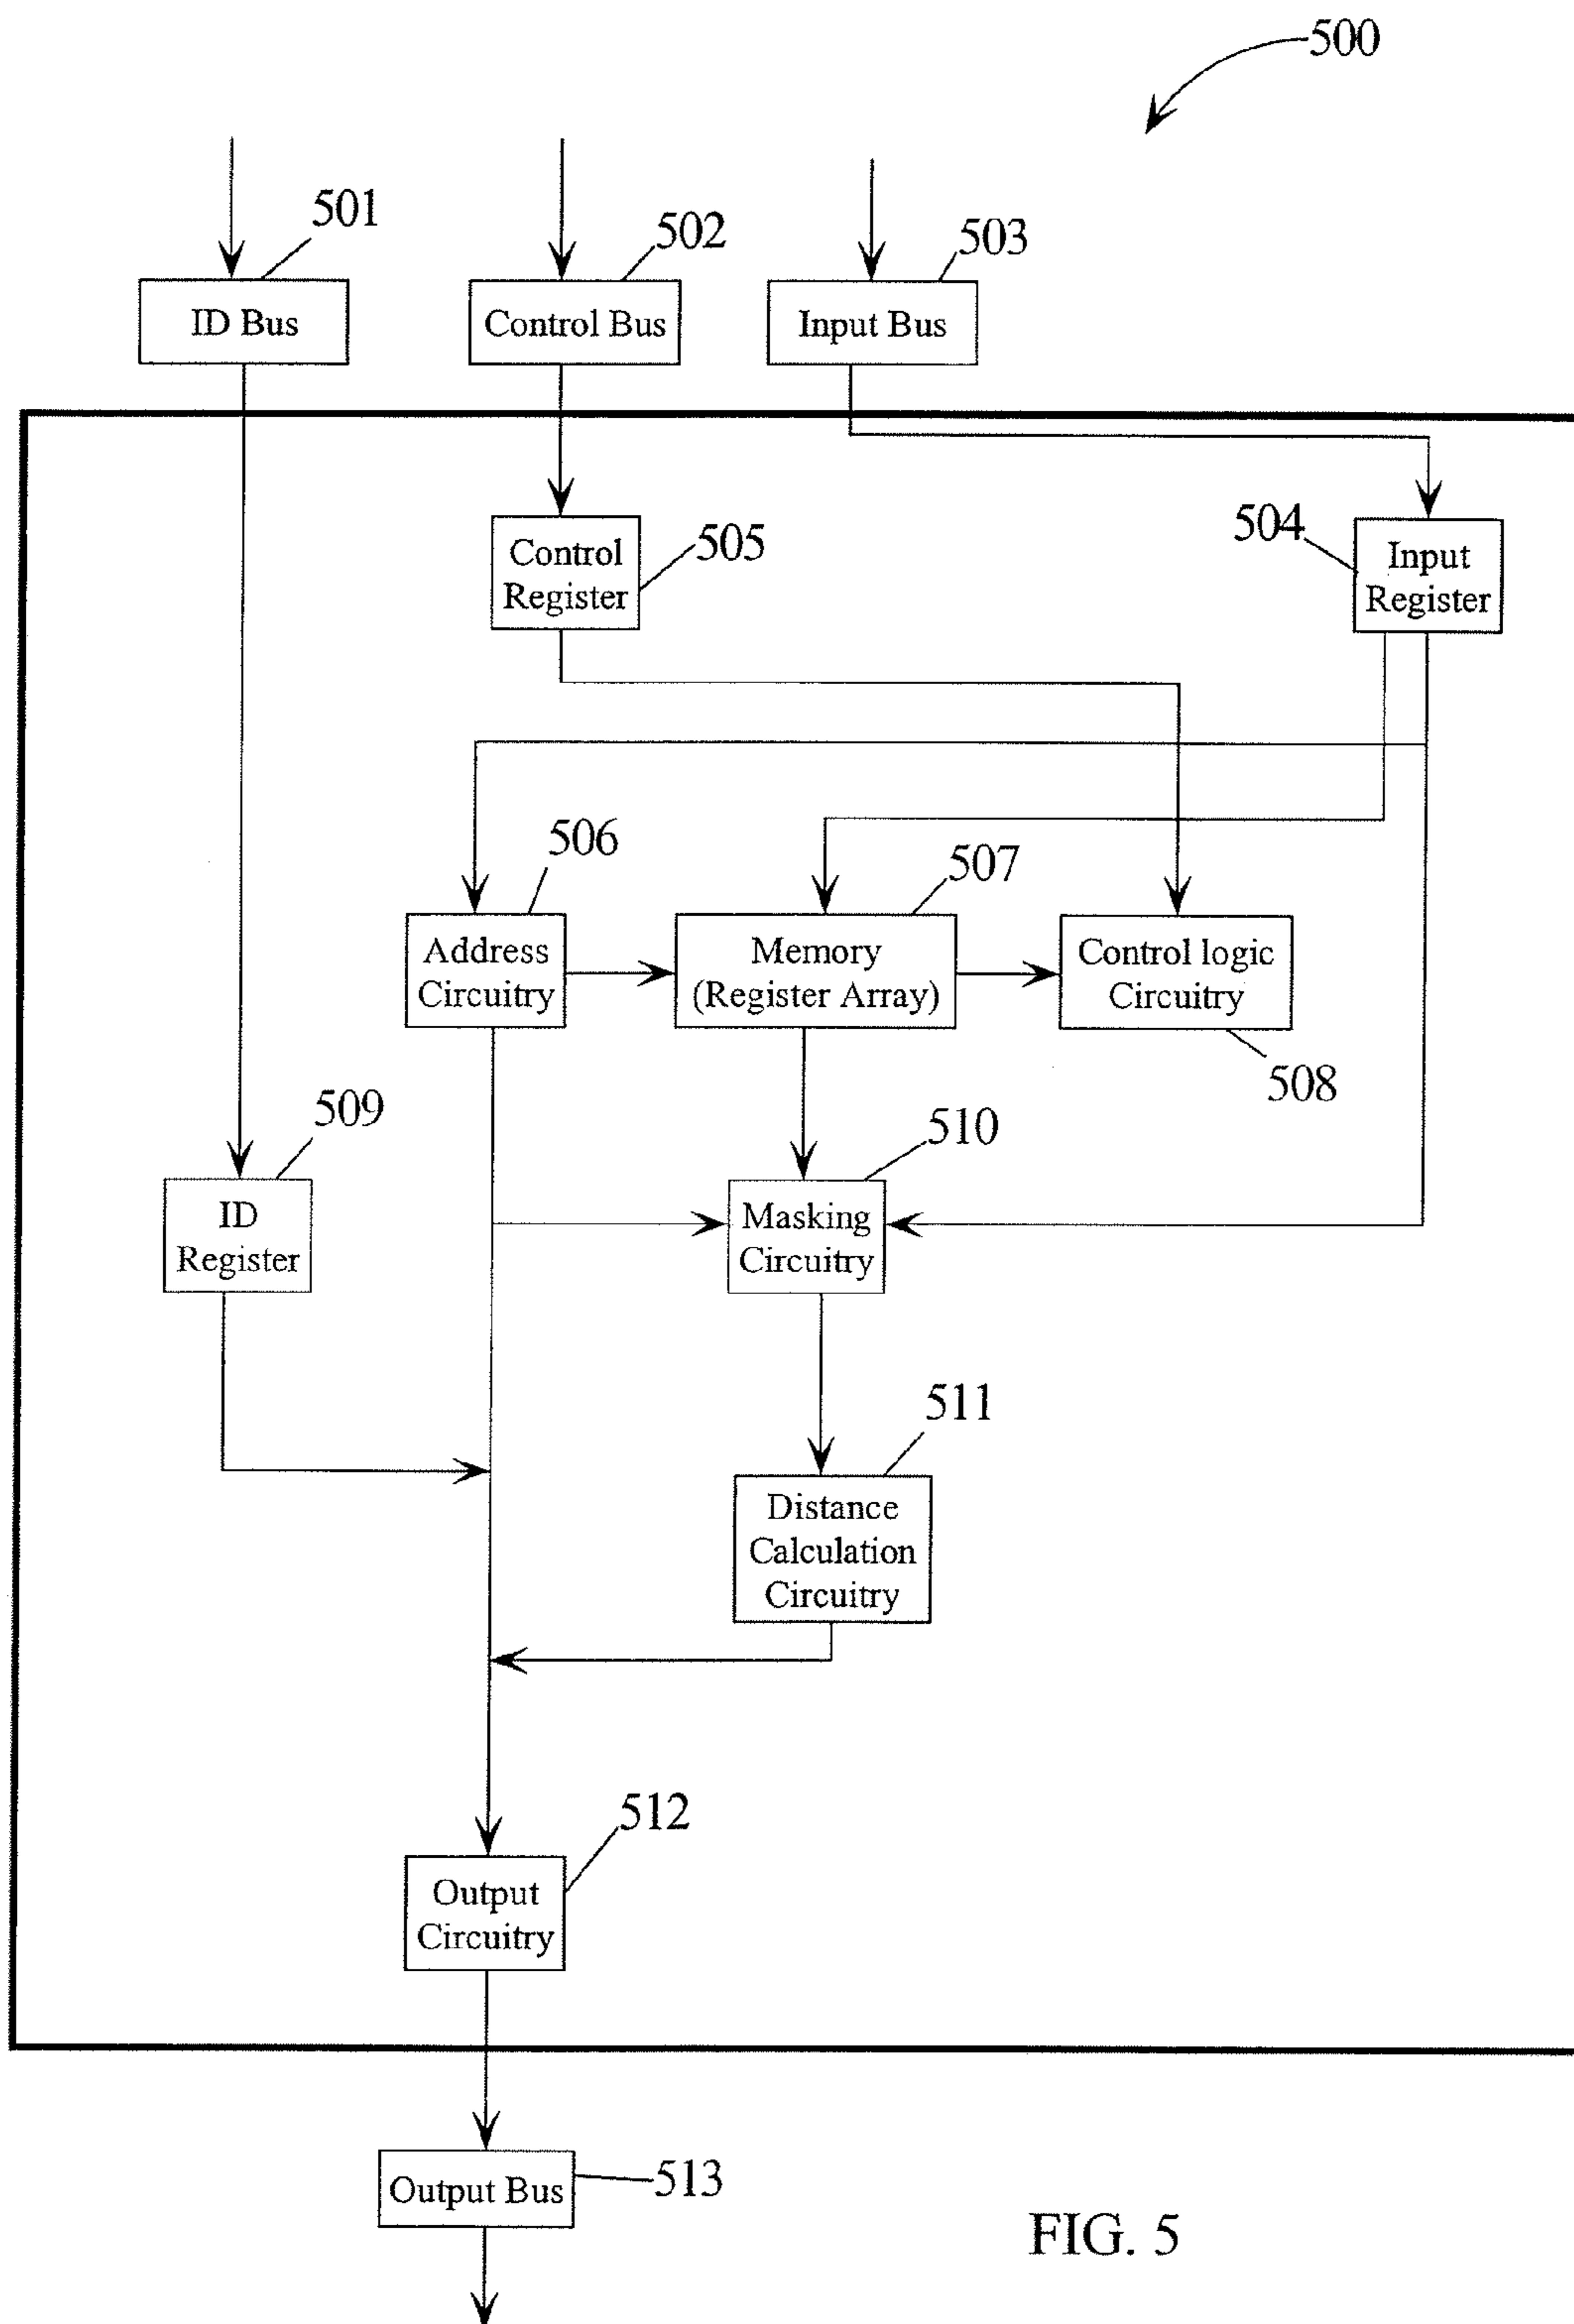 500
501
502
503
ID Bus
Control Bus
Input Bus
505
504
Control
Register
Input
Register
506
507
Address
Circuitry
Memory
(Register Array)
Control logic
Circuitry
508
509
510
ID
Register
Masking
Circuitry
511
Distance
Calculation
Circuitry
512
Output
Circuitry
Output Bus
513
FIG. 5